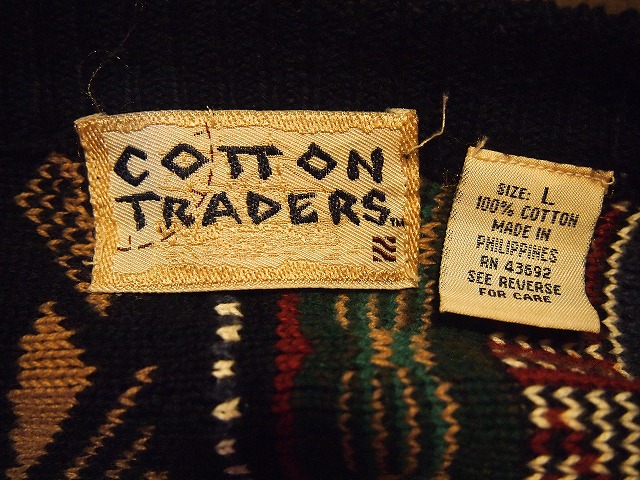 COTTON
TRADERS™
SIZE: L
100% COTTON
MADE IN
PHILIPPINES
RN 43692
SEE REVERSE
FOR CARE